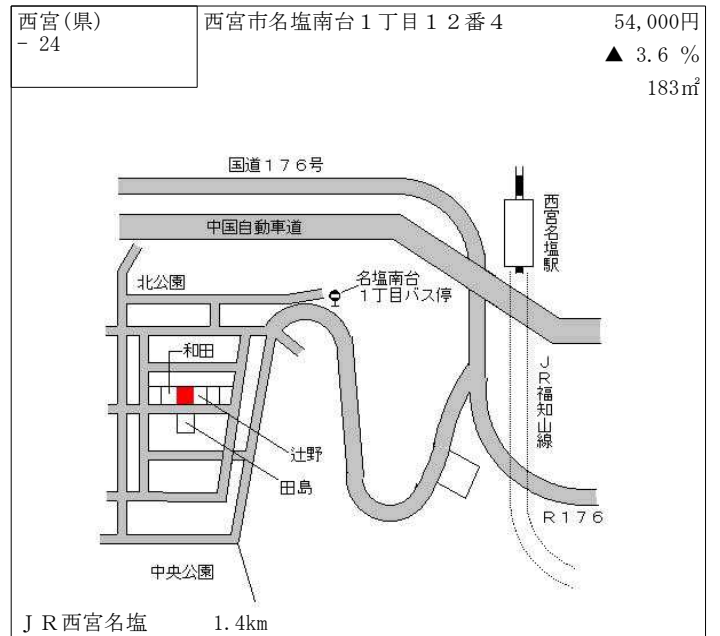 西宮(県)
- 24
西宮市名塩南台１丁目１２番４
54,000円
▲ 3.6 %
183㎡
国道１７６号
中国自動車道
西宮名塩駅
北公園
名塩南台
１丁目バス停
和田
ＪＲ福知山線
辻野
田島
Ｒ１７６
中央公園
ＪＲ西宮名塩 1.4km